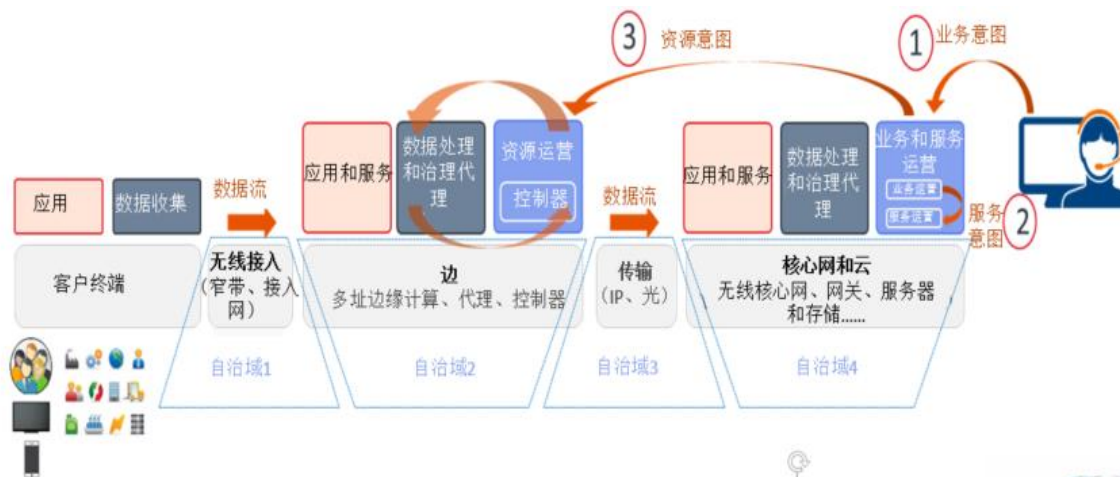 ③ 资源意图
① 业务意图
应用
数据收集
数据流
应用和服务
数据处理
和治理代
理
资源运营
控制器
数据流
应用和服务
数据处理
和治理代
理
业务和服务
运营
业务运营
服务运营
服务
意图
②
客户终端
无线接入
(窄带、接入
网)
边
多址边缘计算、代理、控制器
传输
(IP、光)
核心网和云
无线核心网、网关、服务器
和存储……
自治域1
自治域2
自治域3
自治域4